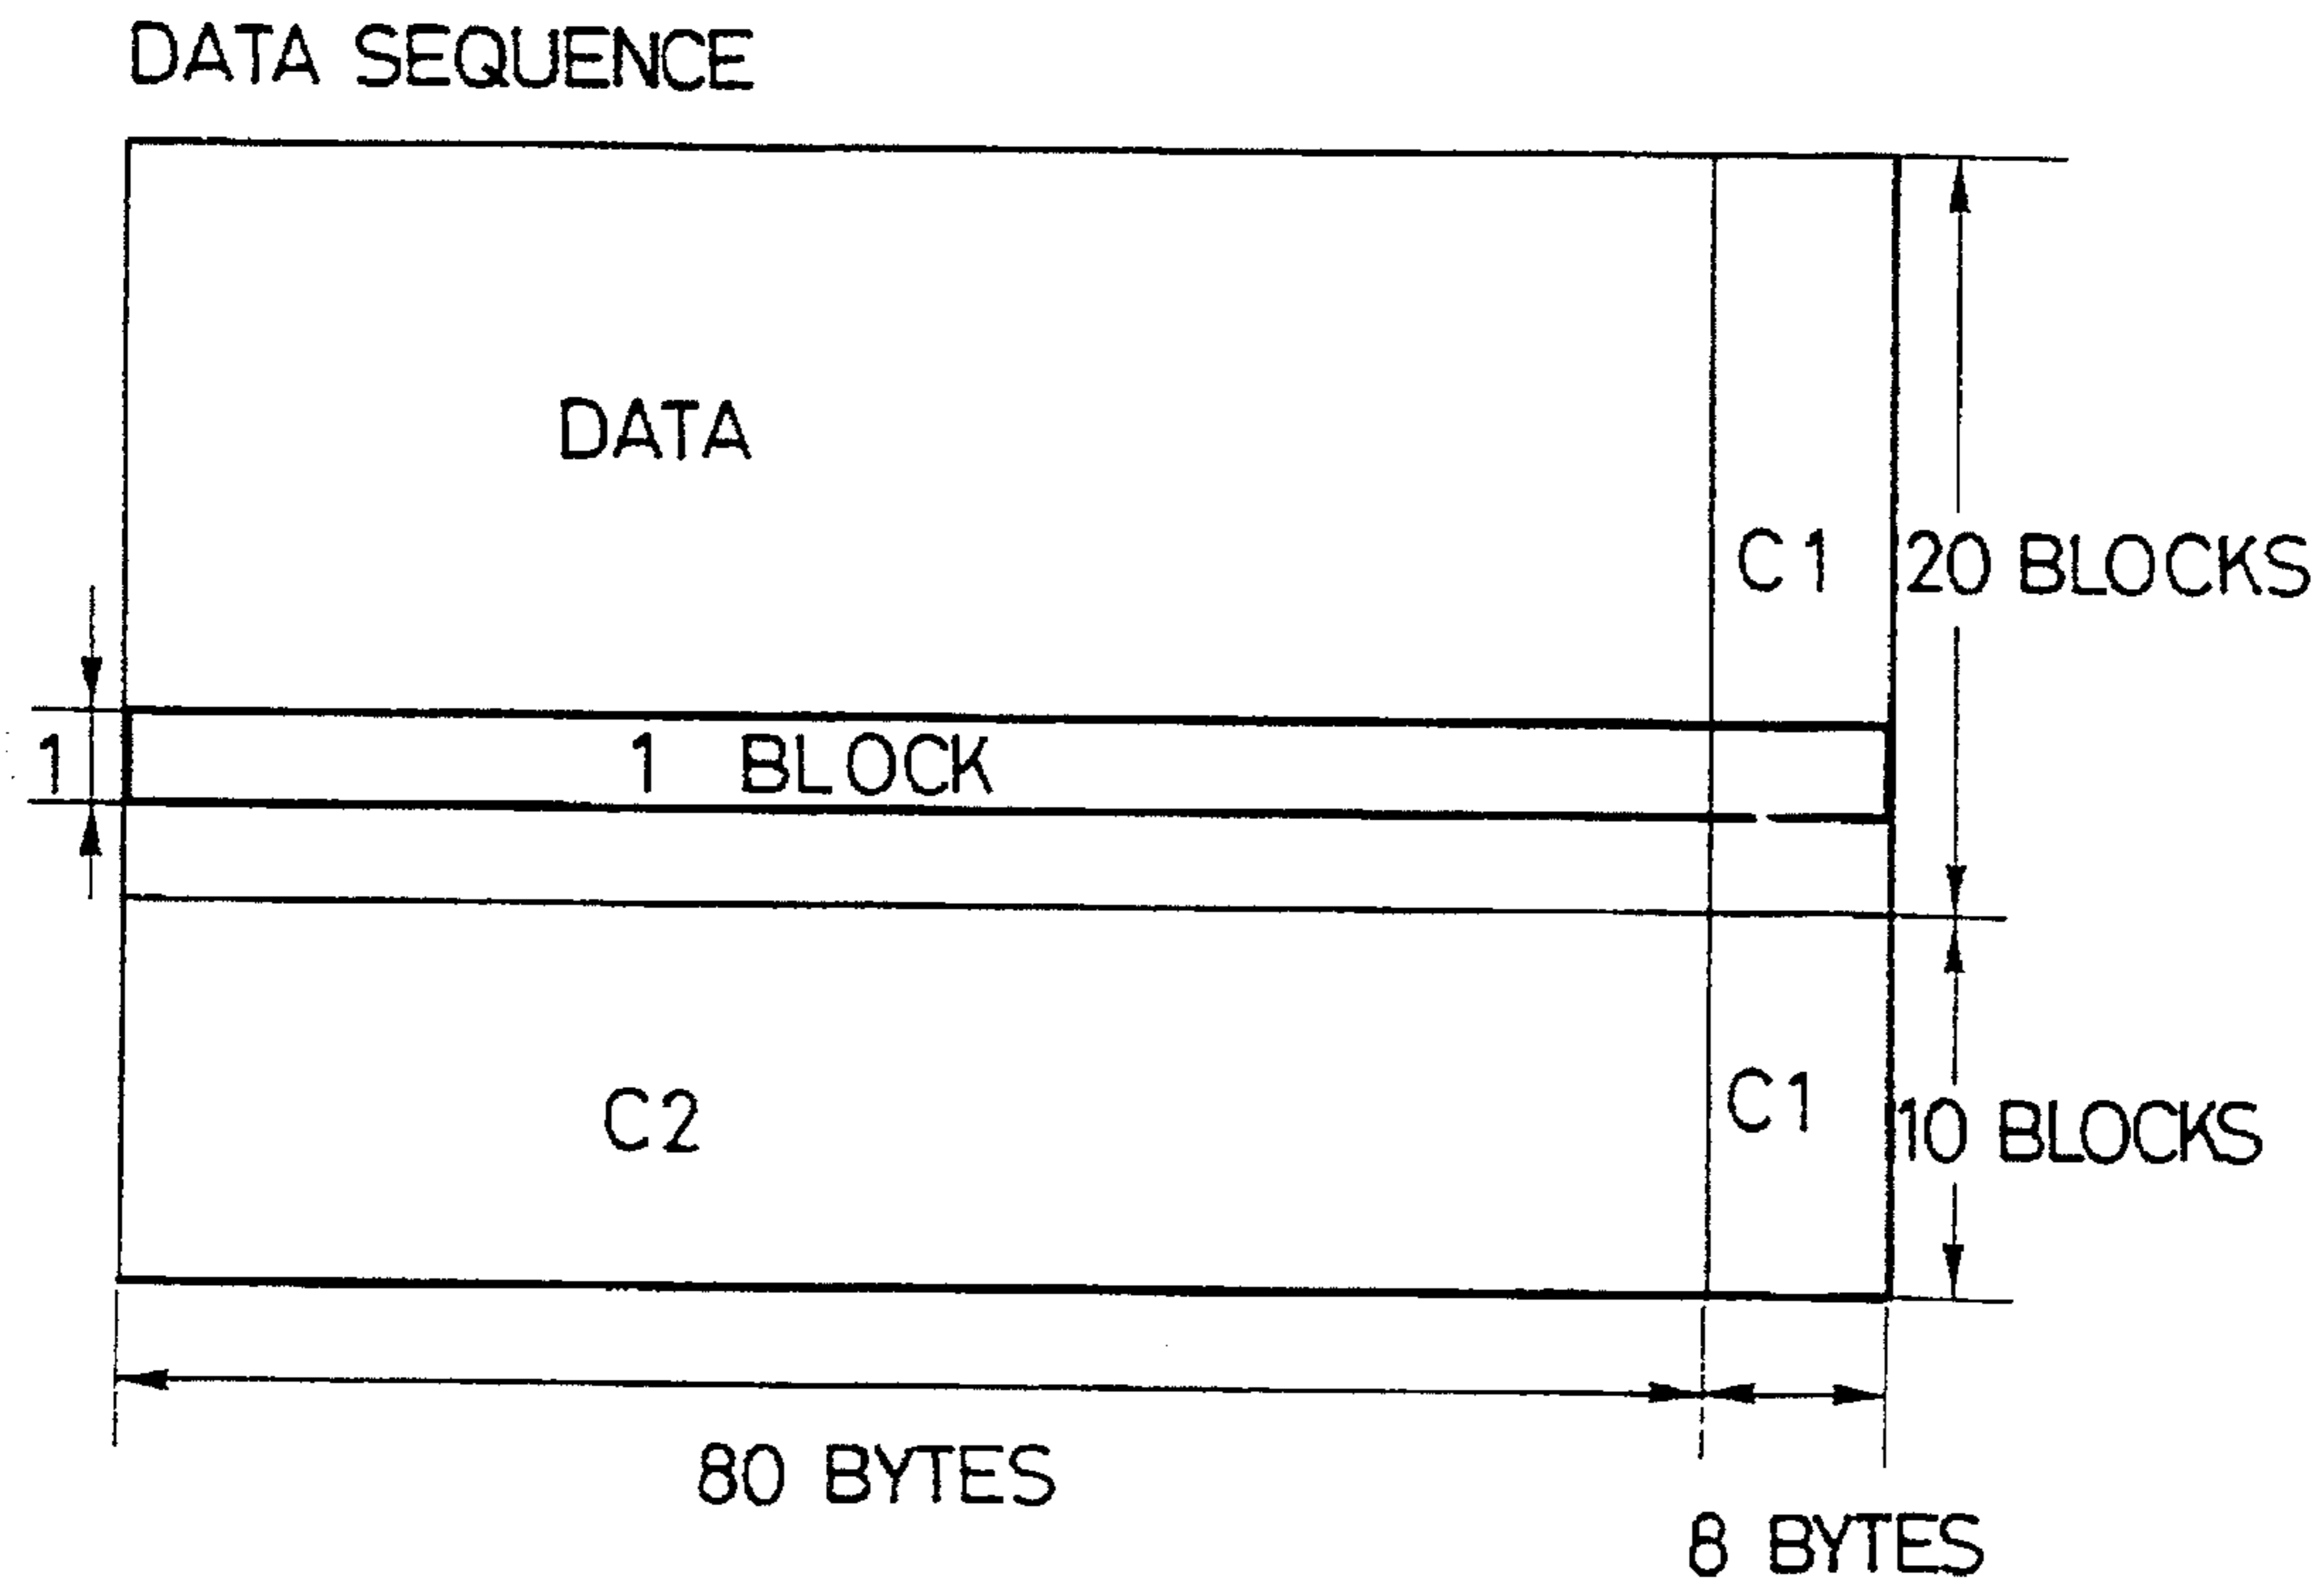 DATA SEQUENCE
DATA
C1 20 BLOCKS
1 1 BLOCK
C2 C1 10 BLOCKS
80 BYTES
8 BYTES